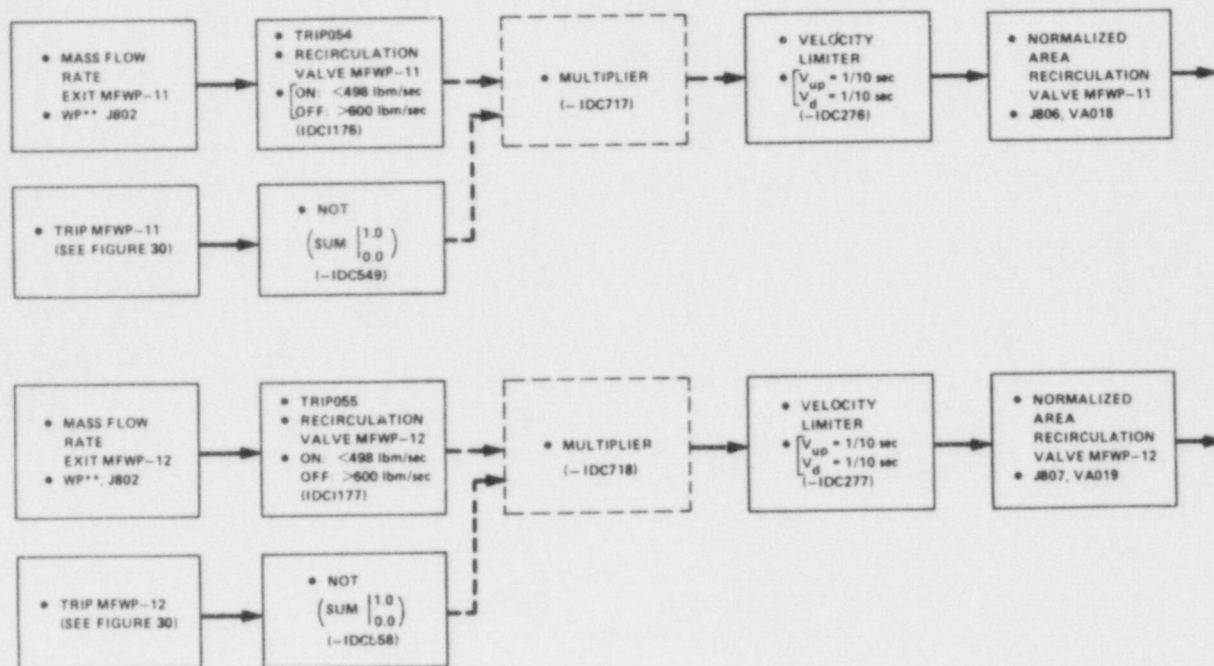 • MASS FLOW
RATE
EXIT MFWP-11
• WP** J802
• TRIP054
• RECIRCULATION
VALVE MFWP-11
• ON: <498 lbm/sec
OFF: >600 lbm/sec
(IDCI176)
• MULTIPLIER
(-IDC717)
• VELOCITY
LIMITER
• Vup = 1/10 sec
Vd = 1/10 sec
(-IDC276)
• NORMALIZED
AREA
RECIRCULATION
VALVE MFWP-11
• J806, VA018
• TRIP MFWP-11
(SEE FIGURE 30)
• NOT
(SUM |1.0 0.0)
(-IDC549)
• MASS FLOW
RATE
EXIT MFWP-12
• WP**, J802
• TRIP055
• RECIRCULATION
VALVE MFWP-12
• ON: <498 lbm/sec
OFF: >600 lbm/sec
(IDCI177)
• MULTIPLIER
(-IDC718)
• VELOCITY
LIMITER
• Vup = 1/10 sec
Vd = 1/10 sec
(-IDC277)
• NORMALIZED
AREA
RECIRCULATION
VALVE MFWP-12
• J807, VA019
• TRIP MFWP-12
(SEE FIGURE 30)
• NOT
(SUM |1.0 0.0)
(-IDC558)